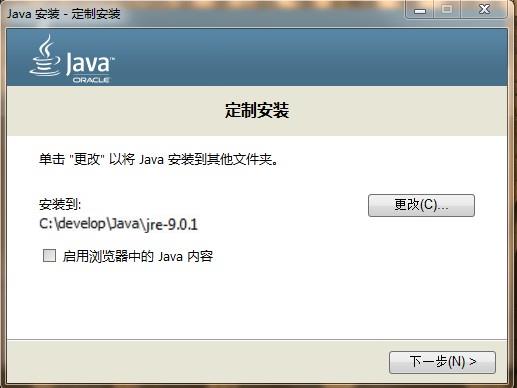 Java 安装 - 定制安装
Java™
ORACLE
定制安装
单击 "更改" 以将 Java 安装到其他文件夹。
安装到:
更改(C)...
C:\develop\Java\jre-9.0.1
启用浏览器中的 Java 内容
下一步(N) >